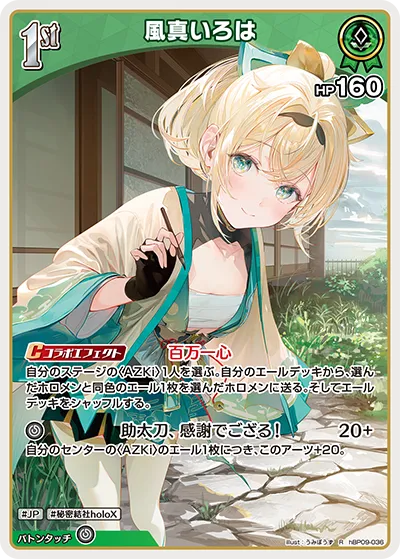 1st
風真いろは
HP160
Cコラボエフェクト 百万一心
自分のステージの〈AZKi〉1人を選ぶ。自分のエールデッキから、選ん
だホロメンと同色のエール1枚を選んだホロメンに送る。そしてエール
デッキをシャッフルする。
助太刀、感謝でござる! 20+
自分のセンターの〈AZKi〉のエール1枚につき、このアーツ+20。
#JP #秘密結社holoX
バトンタッチ
illust:うみぼうず R hBP09-036